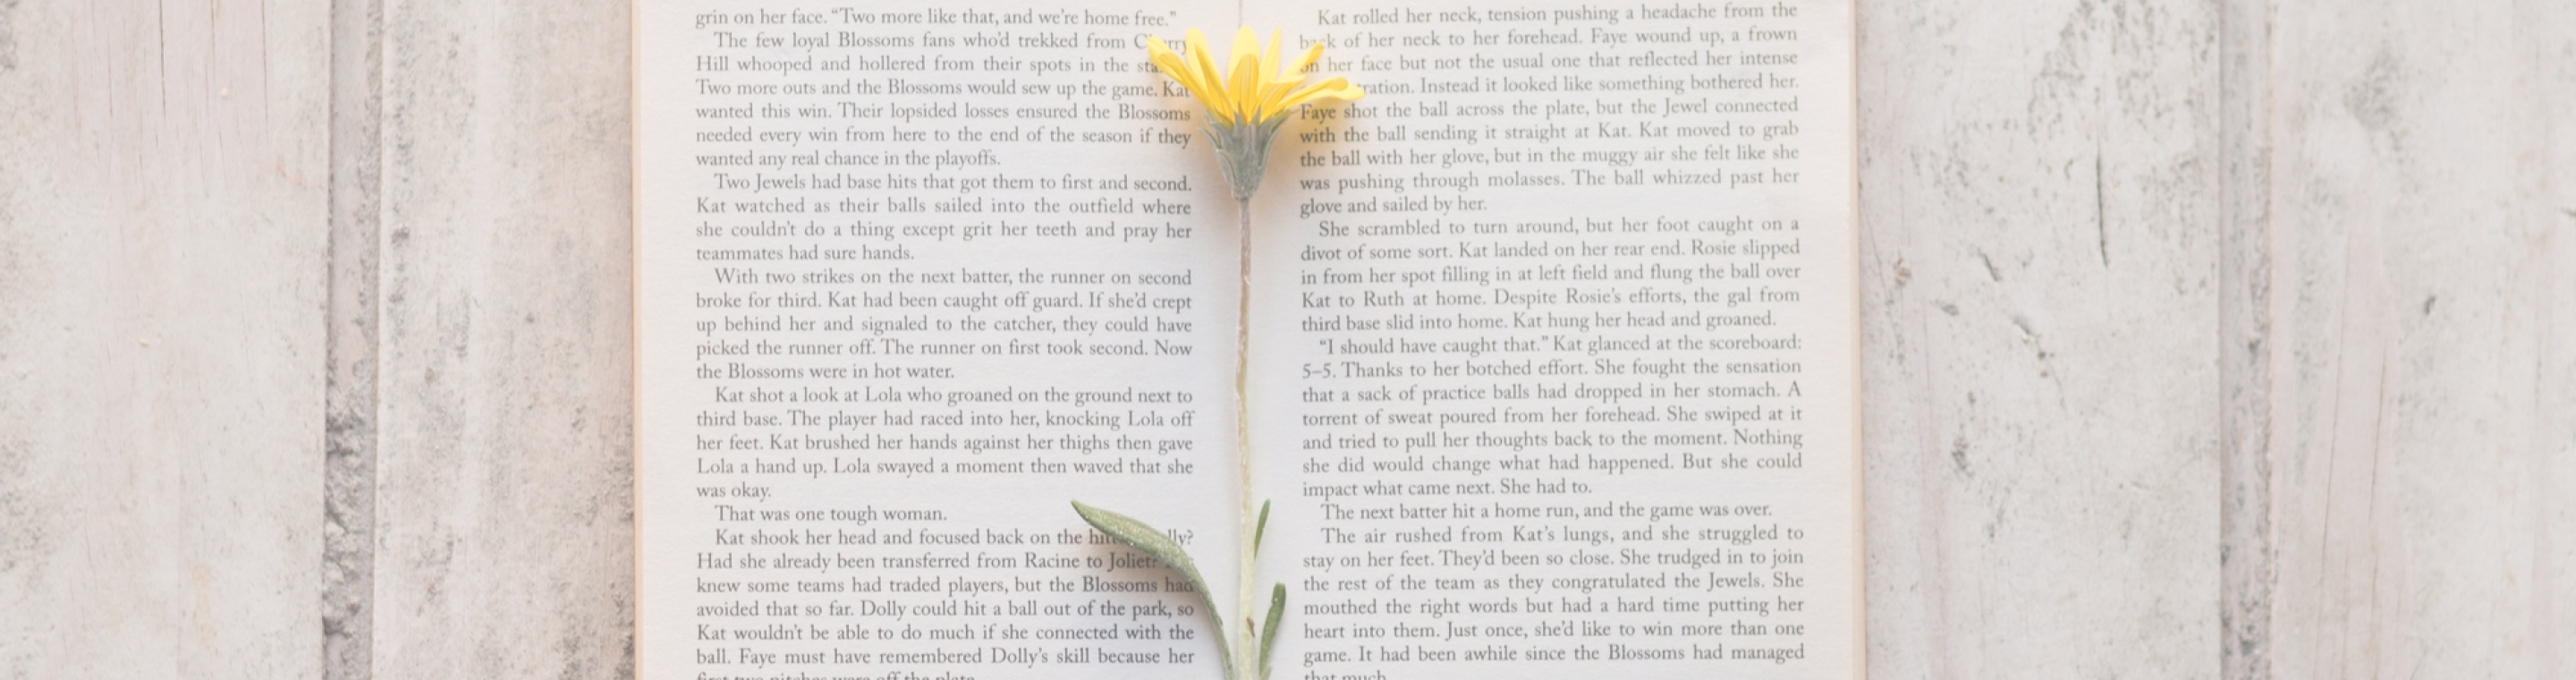 grin on her face. “Two more like that, and we’re home free.”
The few loyal Blossoms fans who’d trekked from
Hill whooped and hollered from their spots in the
Two more outs and the Blossoms would sew up the game. Kat
wanted this win. Their lopsided losses ensured the Blossoms
needed every win from here to the end of the season if they
wanted any real chance in the playoffs.
Two Jewels had base hits that got them to first and second.
Kat watched as their balls sailed into the outfield where
she couldn’t do a thing except grit her teeth and pray her
teammates had sure hands.
With two strikes on the next batter, the runner on second
broke for third. Kat had been caught off guard. If she’d crept
up behind her and signaled to the catcher, they could have
picked the runner off. The runner on first took second. Now
the Blossoms were in hot water.
Kat shot a look at Lola who groaned on the ground next to
third base. The player had raced into her, knocking Lola off
her feet. Kat brushed her hands against her thighs then gave
Lola a hand up. Lola swayed a moment then waved that she
was okay.
That was one tough woman.
Kat shook her head and focused back on the
Had she already been transferred from Racine to
knew some teams had traded players, but the Blossoms had
avoided that so far. Dolly could hit a ball out of the park, so
Kat wouldn’t be able to do much if she connected with the
ball. Faye must have remembered Dolly’s skill because her
first two pitches were off the plate.
Kat rolled her neck, tension pushing a headache from the
back of her neck to her forehead. Faye wound up, a frown
on her face but not the usual one that reflected her intense
Instead it looked like something bothered her.
Faye shot the ball across the plate, but the Jewel connected
with the ball sending it straight at Kat. Kat moved to grab
the ball with her glove, but in the muggy air she felt like she
was pushing through molasses. The ball whizzed past her
glove and sailed by her.
She scrambled to turn around, but her foot caught on a
divot of some sort. Kat landed on her rear end. Rosie slipped
in from her spot filling in at left field and flung the ball over
Kat to Ruth at home. Despite Rosie’s efforts, the gal from
third base slid into home. Kat hung her head and groaned.
“I should have caught that.” Kat glanced at the scoreboard:
5–5. Thanks to her botched effort. She fought the sensation
that a sack of practice balls had dropped in her stomach. A
torrent of sweat poured from her forehead. She swiped at it
and tried to pull her thoughts back to the moment. Nothing
she did would change what had happened. But she could
impact what came next. She had to.
The next batter hit a home run, and the game was over.
The air rushed from Kat’s lungs, and she struggled to
stay on her feet. They’d been so close. She trudged in to join
the rest of the team as they congratulated the Jewels. She
mouthed the right words but had a hard time putting her
heart into them. Just once, she’d like to win more than one
game. It had been awhile since the Blossoms had managed
that much.